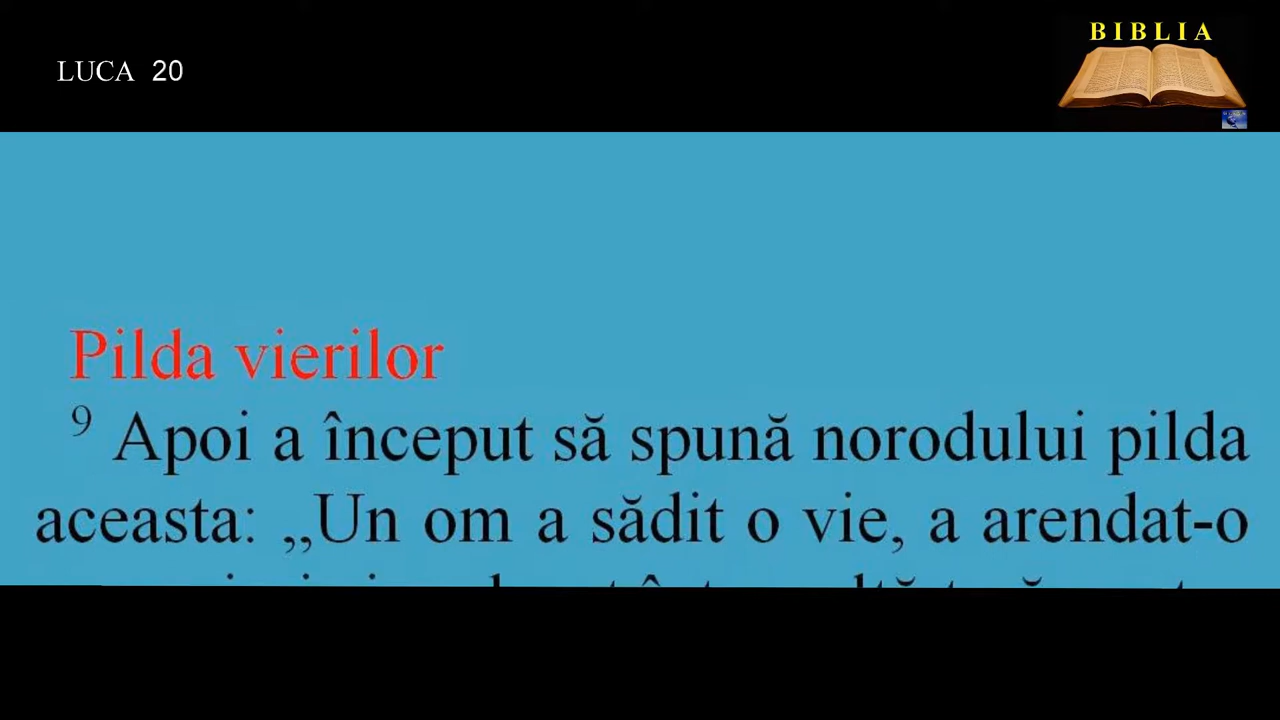 BIBLIA
LUCA 20
Pilda vierilor
9 Apoi a început să spună norodului pilda
aceasta: „Un om a sădit o vie, a arendat-o